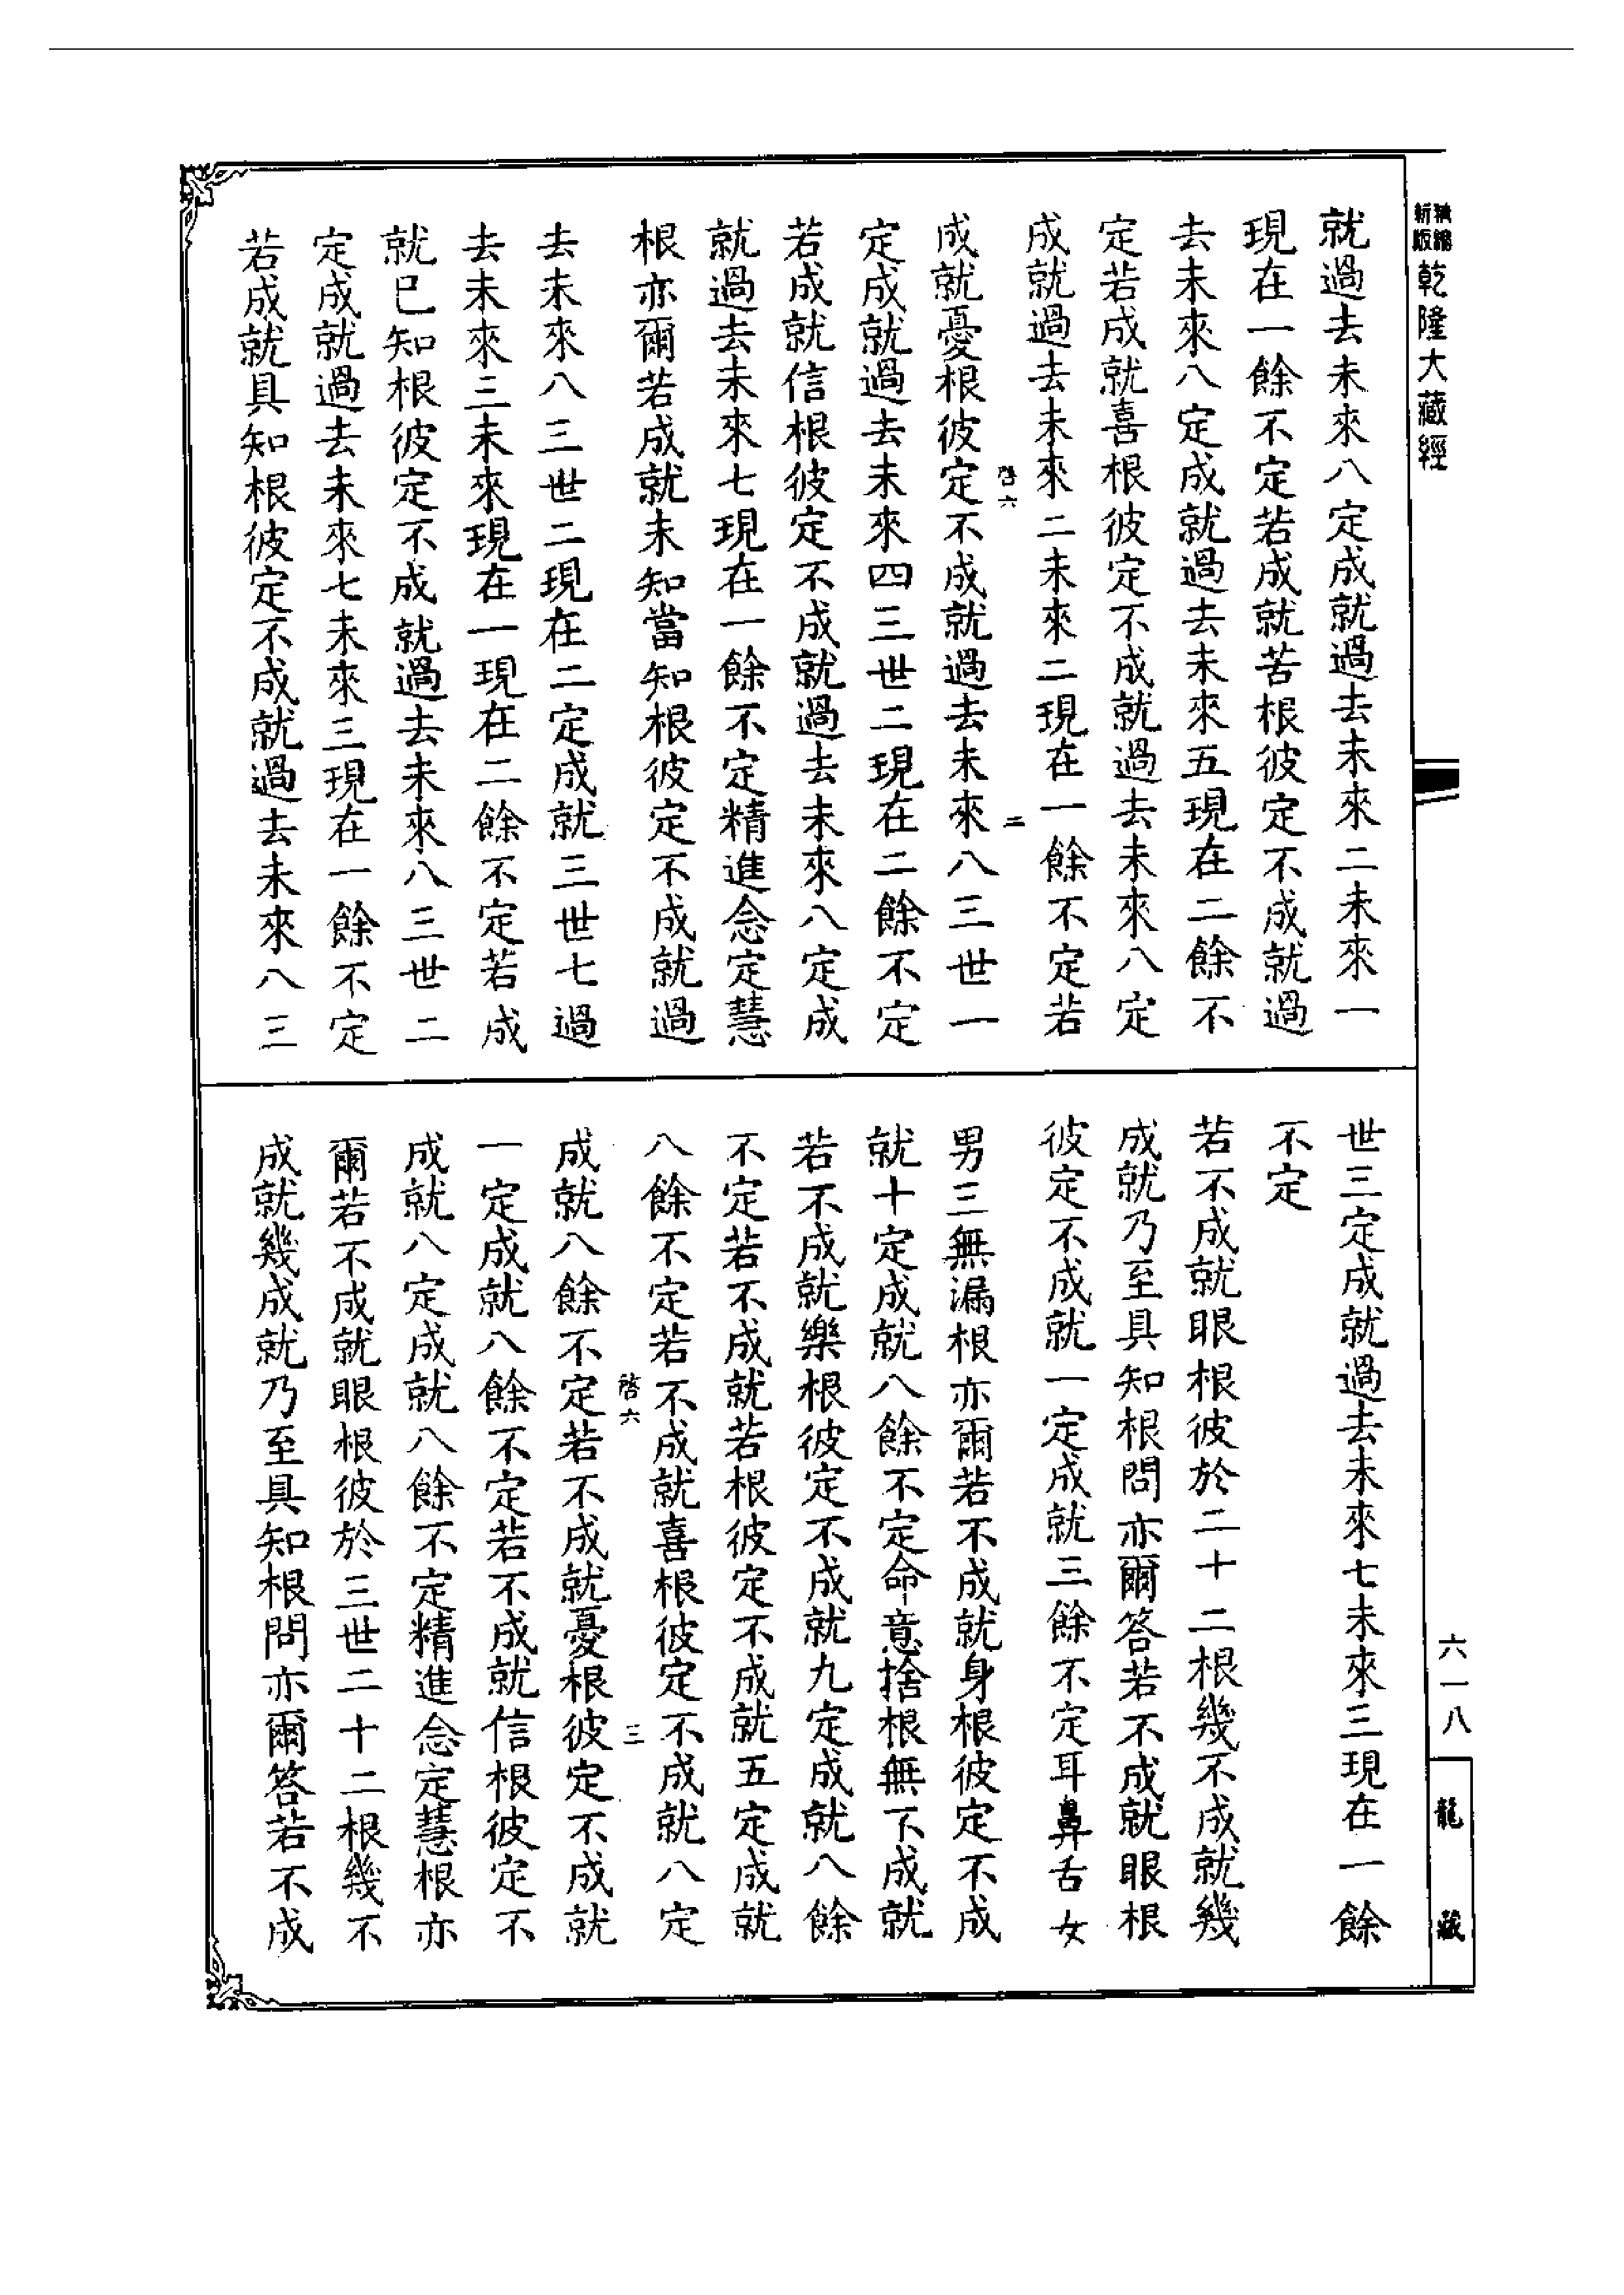 新縮
版編
乾隆大藏經
就過去未來八定成就過去未來二未來一
現在一餘不定若成就苦根彼定不成就過
去未來八定成就過去未來五現在二餘不
定若成就喜根彼定不成就過去未來八定
成就過去未來二未來二現在一餘不定若
啓六 二
成就憂根彼定不成就過去未來八三世一
定成就過去未來四三世二現在二餘不定
若成就信根彼定不成就過去未來八定成
就過去未來七現在一餘不定精進念定慧
根亦爾若成就未知當知根彼定不成就過
去未來八三世二現在二定成就三世七過
去未來三未來現在一現在二餘不定若成
就巳知根彼定不成就過去未來八三世二
定成就過去未來七未來三現在一餘不定
若成就具知根彼定不成就過去未來八三
世三定成就過去未來七未來三現在一餘
不定
若不成就眼根彼於二十二根幾不成就幾
成就乃至具知根問亦爾答若不成就眼根
彼定不成就一定成就三餘不定耳鼻舌女
男三無漏根亦爾若不成就身根彼定不成
就十定成就八餘不定命意捨根無不成就
若不成就樂根彼定不成就九定成就八餘
不定若不成就若根彼定不成就五定成就
八餘不定若不成就喜根彼定不成就八定
啓六 三
成就八餘不定若不成就憂根彼定不成就
一定成就八餘不定若不成就信根彼定不
成就八定成就八餘不定精進念定慧根亦
爾若不成就眼根彼於三世二十二根幾不
成就幾成就乃至具知根問亦爾答若不成
六一八
龍藏